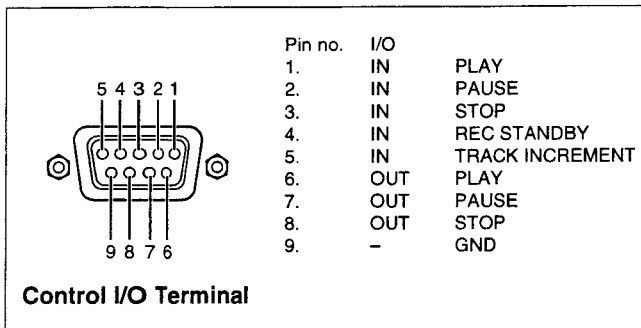 Pin no. I/O
1. IN PLAY
2. IN PAUSE
3. IN STOP
4. IN REC STANDBY
5. IN TRACK INCREMENT
6. OUT PLAY
7. OUT PAUSE
8. OUT STOP
9. – GND
5 4 3 2 1
9 8 7 6
Control I/O Terminal